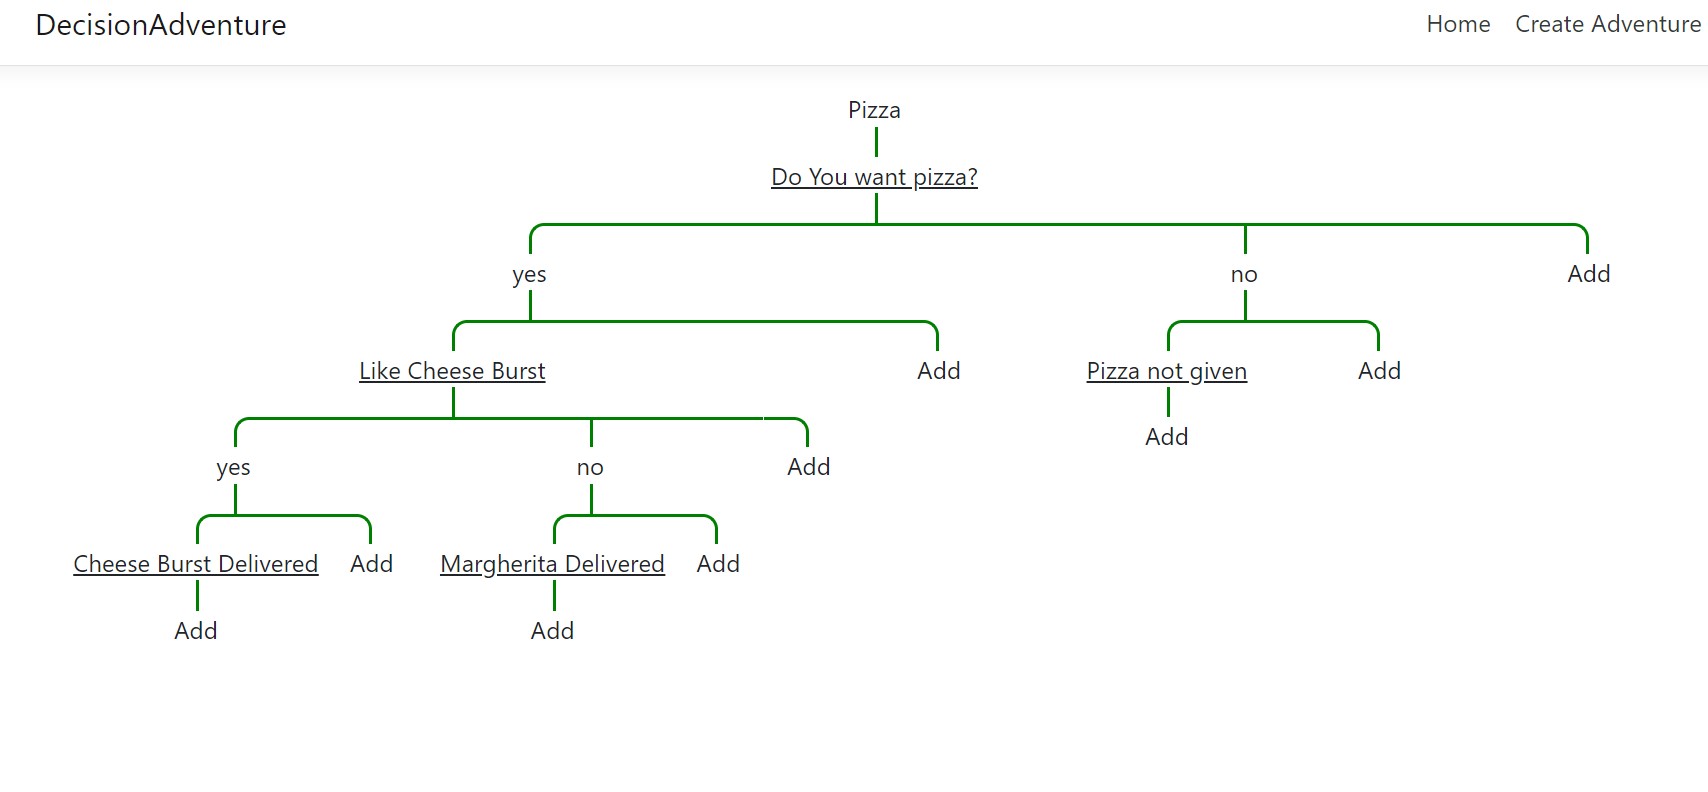 DecisionAdventure
Home Create Adventure
Pizza
Do You want pizza?
yes no Add
Like Cheese Burst Add Pizza not given Add
Add
yes no Add
Cheese Burst Delivered Add Margherita Delivered Add
Add Add